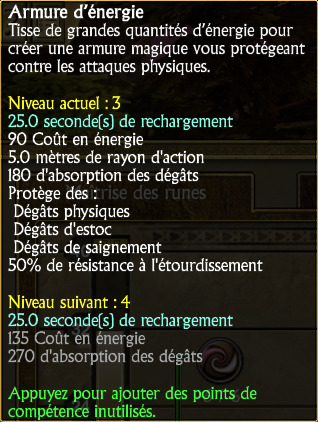 Armure d'énergie
Tisse de grandes quantités d'énergie pour
créer une armure magique vous protégeant
contre les attaques physiques.
Niveau actuel : 3
25.0 seconde(s) de rechargement
90 Coût en énergie
5.0 mètres de rayon d'action
180 d'absorption des dégâts
Protège des :
Maîtrise des runes
Dégâts physiques
Dégâts d'estoc
Dégâts de saignement
50% de résistance à l'étourdissement
Niveau suivant : 4
25.0 seconde(s) de rechargement
135 Coût en énergie
270 d'absorption des dégâts
Appuyez pour ajouter des points de
compétence inutilisés.